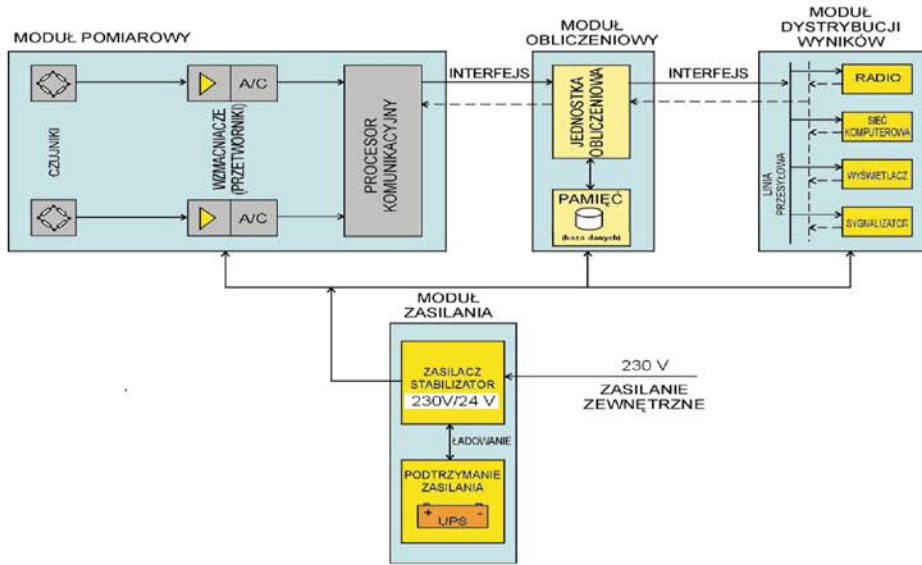 MODUŁ POMIAROWY
CZUJNIKI
A/C
WZMACNIACZE
(PRZETWORNIKI)
A/C
PROCESOR
KOMUNIKACYJNY
INTERFEJS
MODUŁ
OBLICZENIOWY
JEDNOSTKA
OBLICZENIOWA
PAMIĘĆ
(baza danych)
INTERFEJS
MODUŁ
DYSTRYBUCJI
WYNIKÓW
LINIA
PRZESYŁOWA
RADIO
SIEĆ
KOMPUTEROWA
WYŚWIETLACZ
SYGNALIZATOR
MODUŁ
ZASILANIA
ZASILACZ
STABILIZATOR
230V/24 V
ŁADOWANIE
PODTRZYMANIE
ZASILANIA
+ -
UPS
230 V
ZASILANIE
ZEWNĘTRZNE